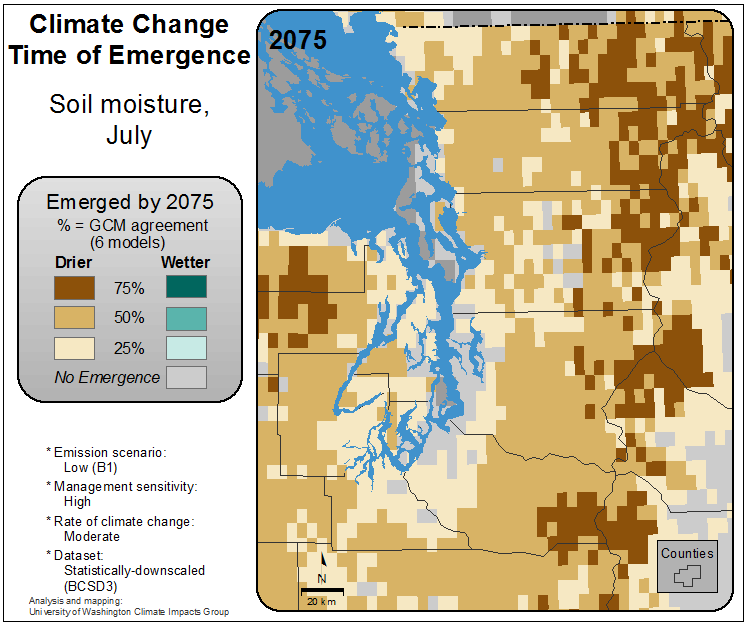 Climate Change
Time of Emergence
Soil moisture,
July
Emerged by 2075
% = GCM agreement
(6 models)
Drier Wetter
75%
50%
25%
No Emergence
* Emission scenario:
Low (B1)
* Management sensitivity:
High
* Rate of climate change:
Moderate
* Dataset:
Statistically-downscaled
(BCSD3)
Analysis and mapping:
University of Washington Climate Impacts Group
2075
N
20 km
Counties